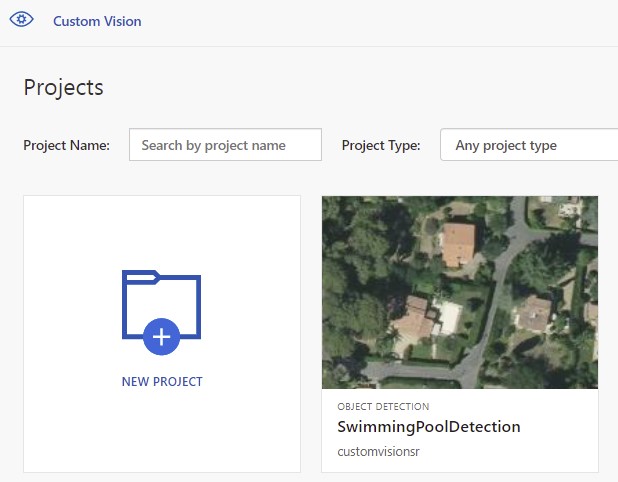 Custom Vision
Projects
Project Name: Search by project name Project Type: Any project type
NEW PROJECT
OBJECT DETECTION
SwimmingPoolDetection
customvisionsr